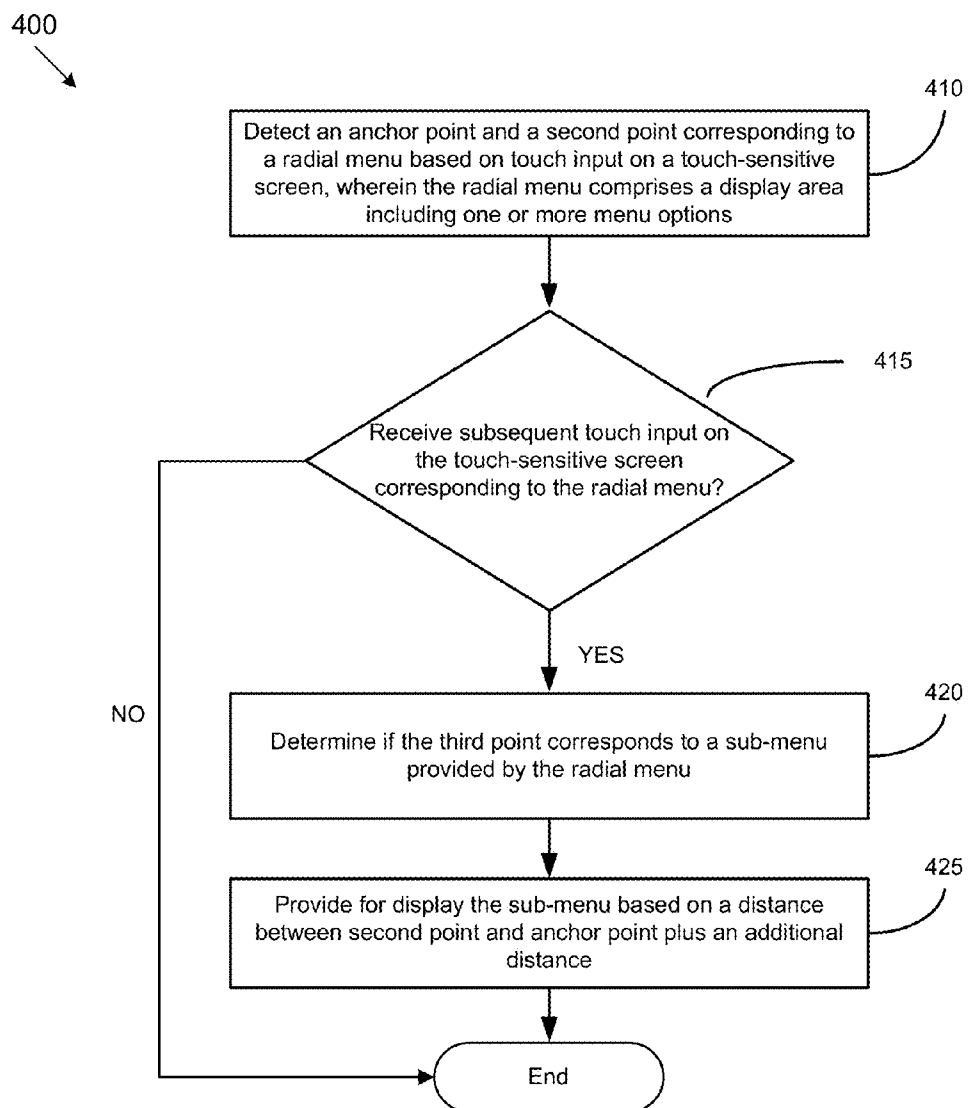 400
410
Detect an anchor point and a second point corresponding to
a radial menu based on touch input on a touch-sensitive
screen, wherein the radial menu comprises a display area
including one or more menu options
415
Receive subsequent touch input on
the touch-sensitive screen
corresponding to the radial menu?
YES
NO
420
Determine if the third point corresponds to a sub-menu
provided by the radial menu
425
Provide for display the sub-menu based on a distance
between second point and anchor point plus an additional
distance
End